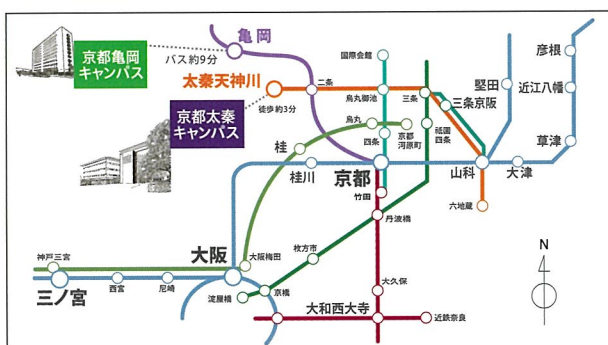 京都亀岡
キャンパス
バス約9分
亀岡
太秦天神川
徒歩約3分
京都太秦
キャンパス
二条
国際会館
烏丸御池
三条
三条京阪
烏丸
四条
京都
河原町
祇園
四条
堅田
彦根
近江八幡
草津
桂
桂川
京都
山科
大津
竹田
六地蔵
丹波橋
神戸三宮
大阪
大阪梅田
枚方市
三ノ宮
西宮
尼崎
淀屋橋
京橋
大久保
大和西大寺
近鉄奈良
N